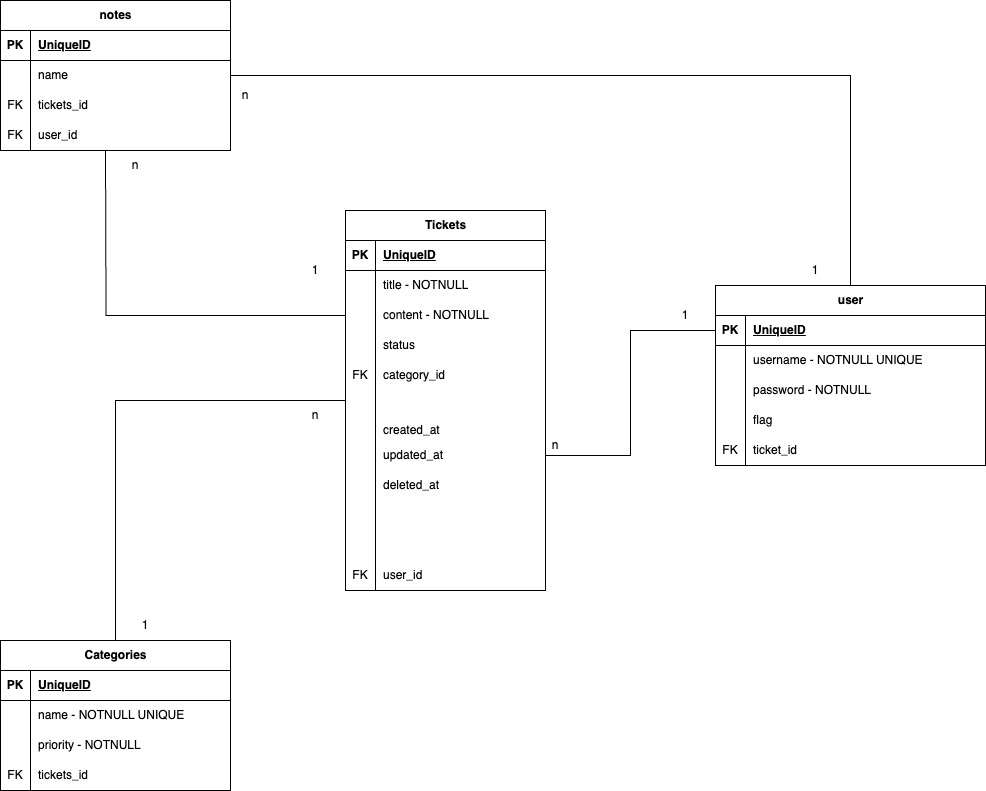 notes
PK UniqueID
name
FK tickets_id
FK user_id
n
n
1
Tickets
PK UniqueID
title - NOTNULL
content - NOTNULL
status
FK category_id
created_at
updated_at
deleted_at
FK user_id
1
1
n
n
user
PK UniqueID
username - NOTNULL UNIQUE
password - NOTNULL
flag
FK ticket_id
1
Categories
PK UniqueID
name - NOTNULL UNIQUE
priority - NOTNULL
FK tickets_id